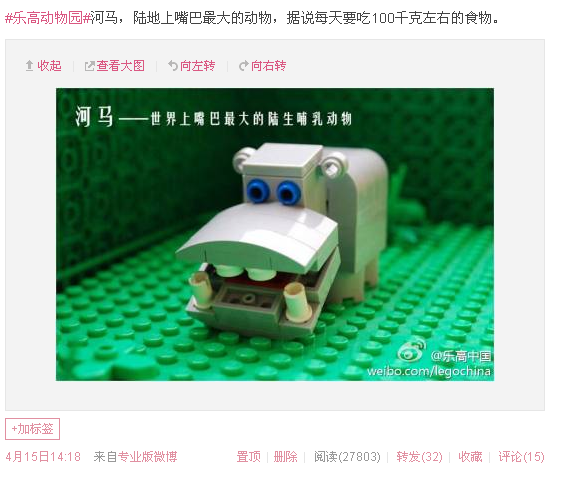 #乐高动物园#河马，陆地上嘴巴最大的动物，据说每天要吃100千克左右的食物。
收起 查看大图 向左转 向右转
河马——世界上嘴巴最大的陆生哺乳动物
@乐高中国
weibo.com/legochina
+加标签
4月15日14:18 来自专业版微博 置顶 删除 阅读(27803) 转发(32) 收藏 评论(15)